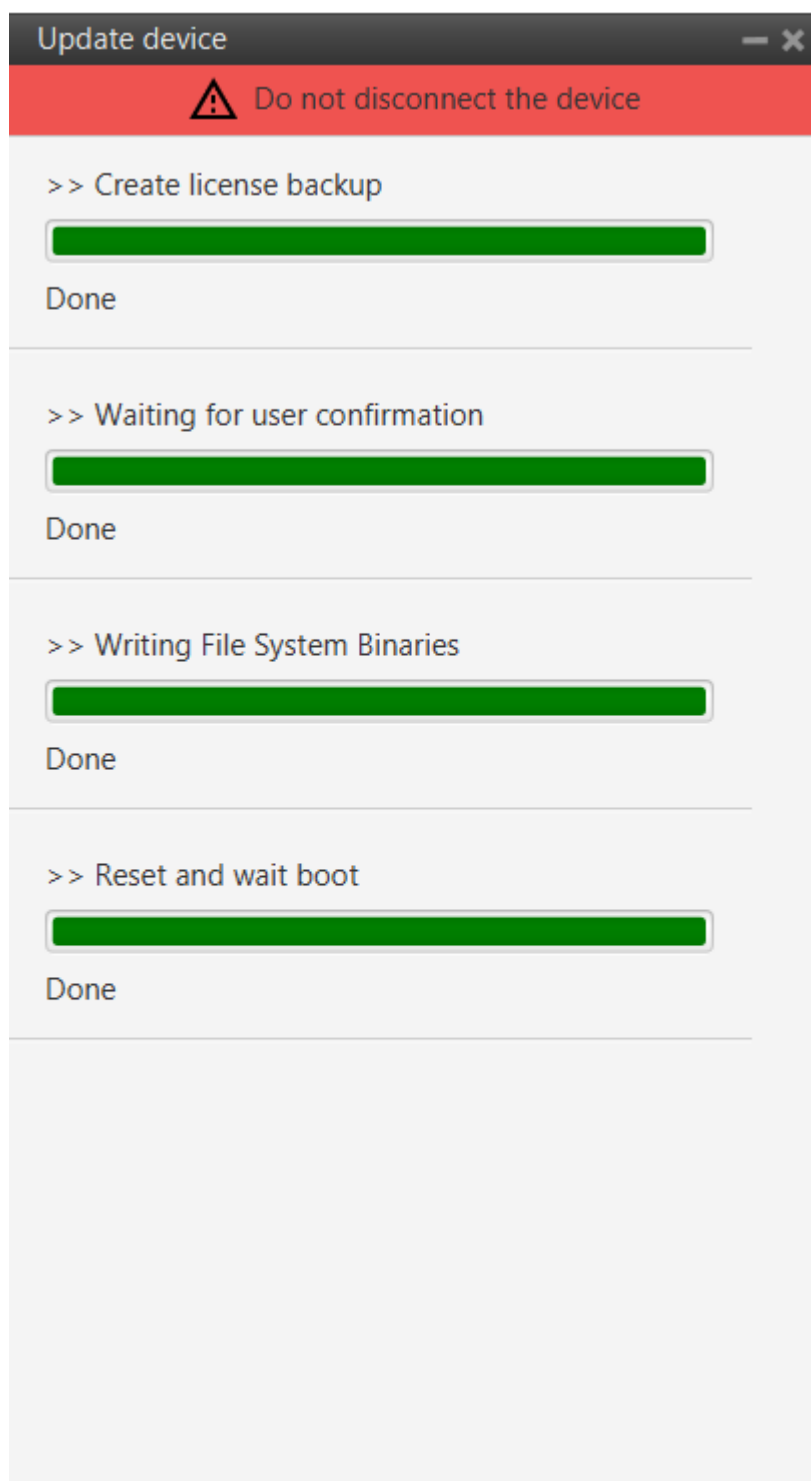 Update device
Do not disconnect the device
>> Create license backup
Done
>> Waiting for user confirmation
Done
>> Writing File System Binaries
Done
>> Reset and wait boot
Done